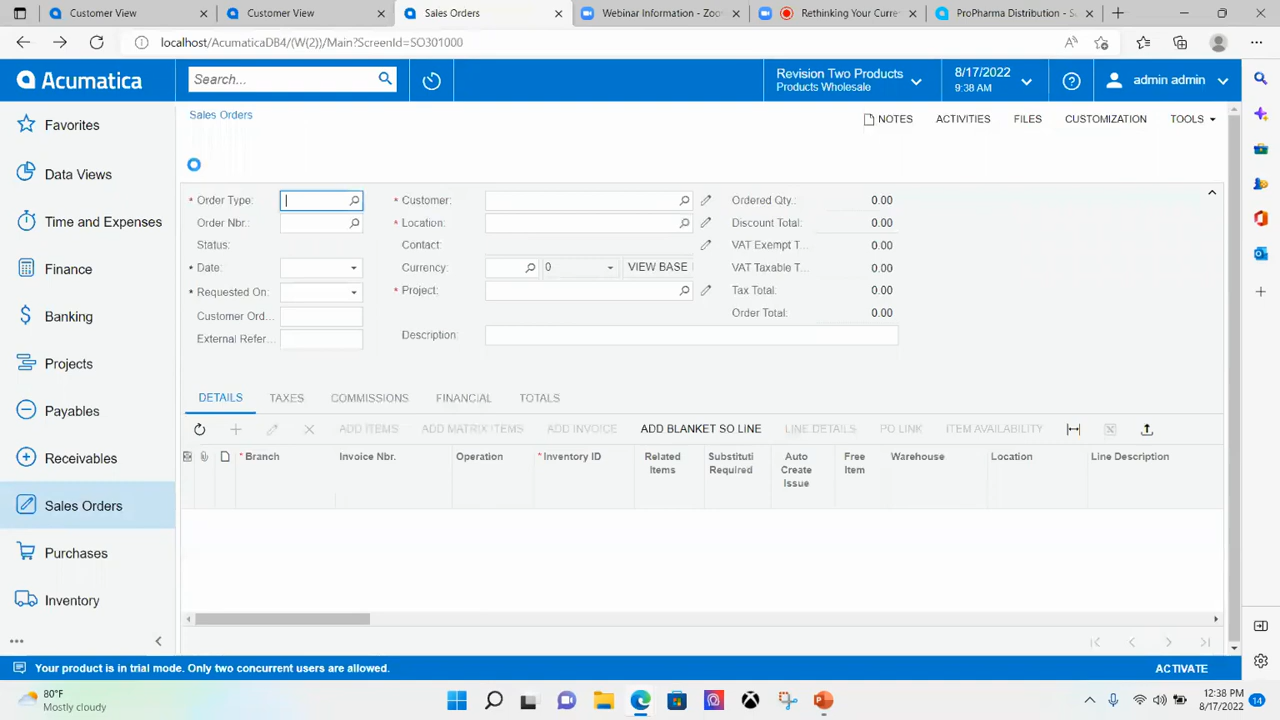 Customer View
Customer View
Sales Orders
Webinar Information - Zoo
Rethinking Your Curre
ProPharma Distribution - S
localhost/AcumaticaDB4/(W(2))/Main?ScreenId=SO301000
Acumatica
Search...
Revision Two Products
Products Wholesale
8/17/2022
9:38 AM
admin admin
Favorites
Data Views
Time and Expenses
Finance
Banking
Projects
Payables
Receivables
Sales Orders
Purchases
Inventory
Sales Orders
NOTES
ACTIVITIES
FILES
CUSTOMIZATION
TOOLS
* Order Type:
Order Nbr.:
Status:
* Date:
* Requested On:
Customer Ord...
External Refer...
* Customer:
* Location:
Contact:
Currency:
0
VIEW BASE
* Project:
Description:
Ordered Qty.:
0.00
Discount Total:
0.00
VAT Exempt T...
0.00
VAT Taxable T...
0.00
Tax Total:
0.00
Order Total:
0.00
DETAILS
TAXES
COMMISSIONS
FINANCIAL
TOTALS
ADD ITEMS
ADD MATRIX ITEMS
ADD INVOICE
ADD BLANKET SO LINE
LINE DETAILS
PO LINK
ITEM AVAILABILITY
* Branch
Invoice Nbr.
Operation
* Inventory ID
Related Items
Substituti Required
Auto Create Issue
Free Item
Warehouse
Location
Line Description
Your product is in trial mode. Only two concurrent users are allowed.
ACTIVATE
80°F
Mostly cloudy
12:38 PM
8/17/2022
14